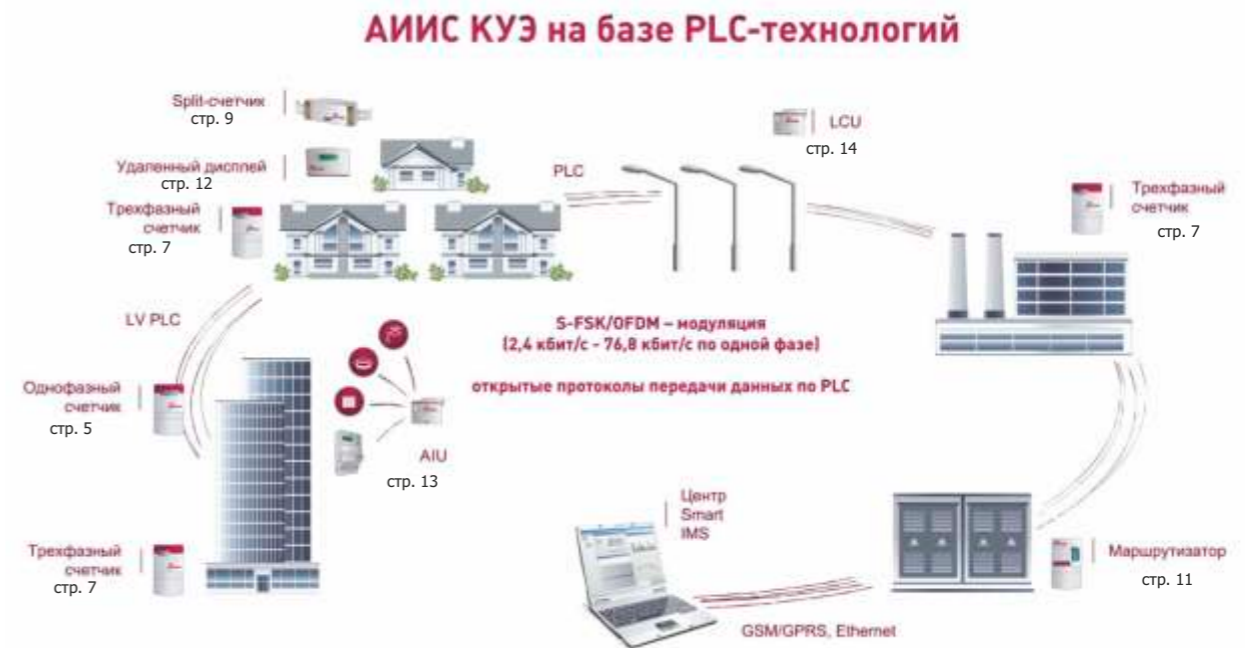 АИИС КУЭ на базе PLC-технологий
Split-счетчик
стр. 9
Удаленный дисплей
стр. 12
Трехфазный
счетчик
стр. 7
PLC
LCU
стр. 14
Трехфазный
счетчик
стр. 7
LV PLC
S-FSK/OFDM – модуляция
(2,4 кбит/с - 76,8 кбит/с по одной фазе)
открытые протоколы передачи данных по PLC
Однофазный
счетчик
стр. 5
AIU
стр. 13
Трехфазный
счетчик
стр. 7
Центр
Smart
IMS
Маршрутизатор
стр. 11
GSM/GPRS, Ethernet